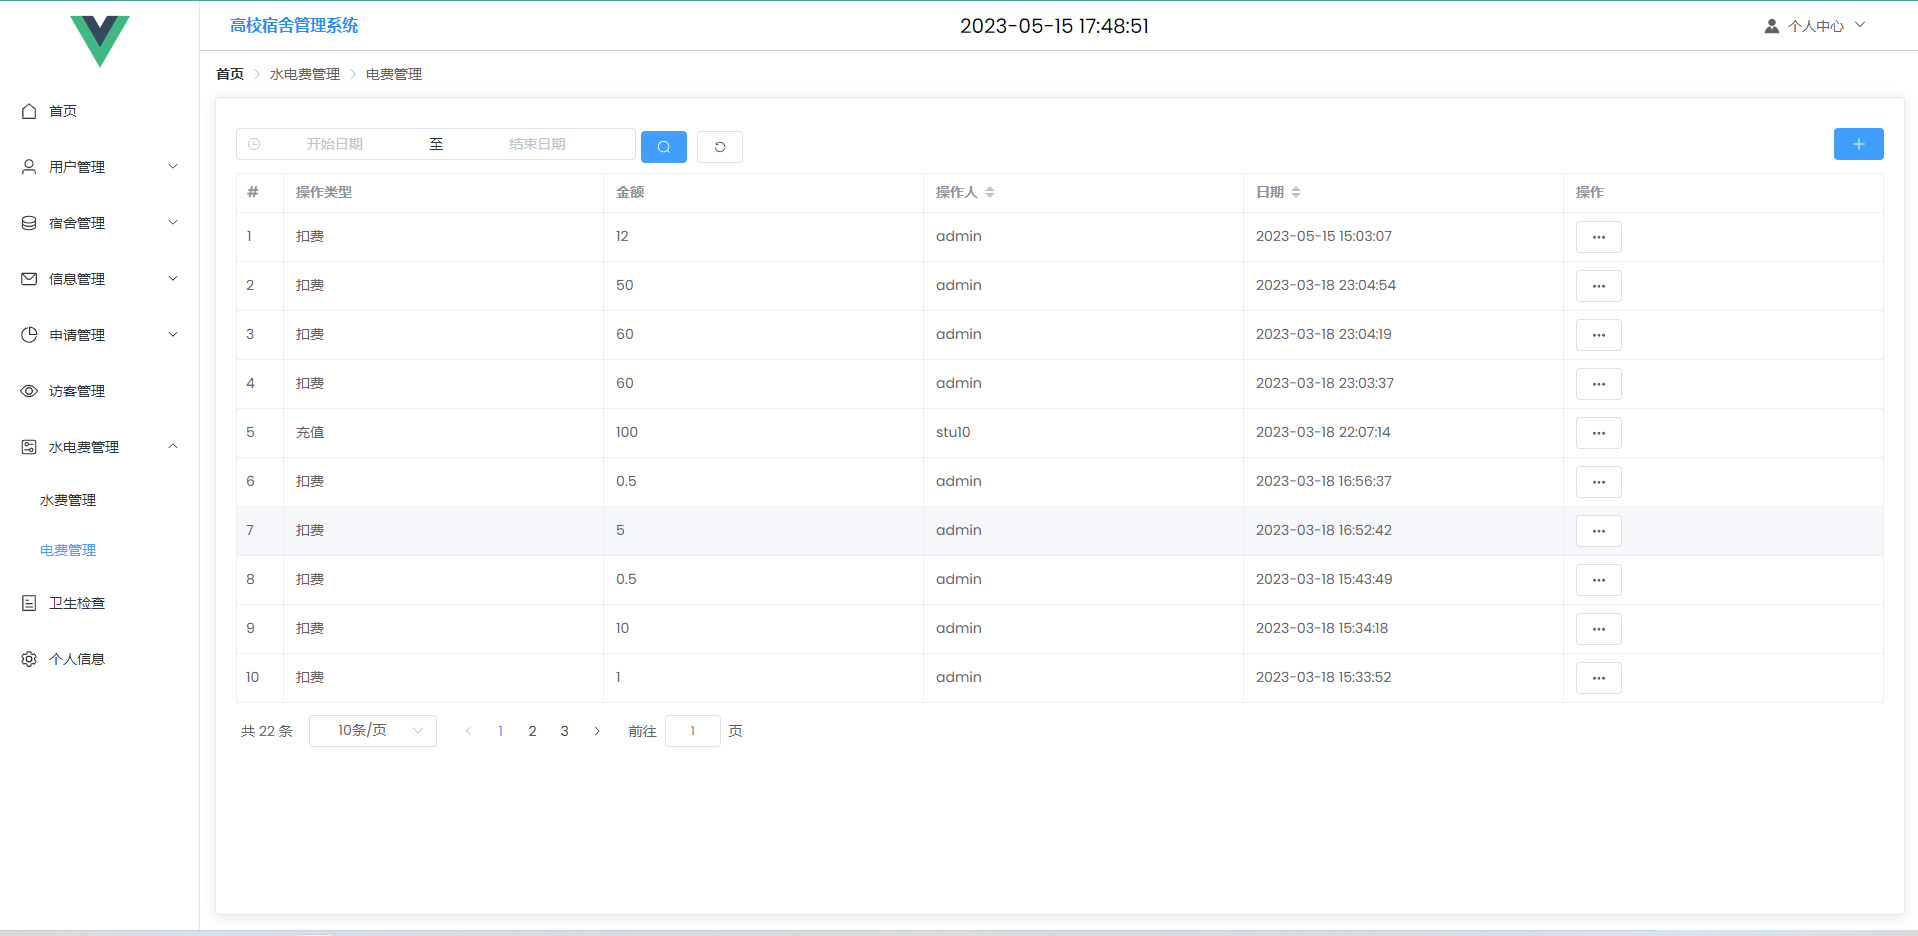 高校宿舍管理系统
2023-05-15 17:48:51
个人中心
首页
用户管理
宿舍管理
信息管理
申请管理
访客管理
水电费管理
水费管理
电费管理
卫生检查
个人信息
首页 水电费管理 电费管理
开始日期 至 结束日期
# 操作类型 金额 操作人 日期 操作
1 扣费 12 admin 2023-05-15 15:03:07
2 扣费 50 admin 2023-03-18 23:04:54
3 扣费 60 admin 2023-03-18 23:04:19
4 扣费 60 admin 2023-03-18 23:03:37
5 充值 100 stu10 2023-03-18 22:07:14
6 扣费 0.5 admin 2023-03-18 16:56:37
7 扣费 5 admin 2023-03-18 16:52:42
8 扣费 0.5 admin 2023-03-18 15:43:49
9 扣费 10 admin 2023-03-18 15:34:18
10 扣费 1 admin 2023-03-18 15:33:52
共 22 条 10条/页 1 2 3 前往 1 页